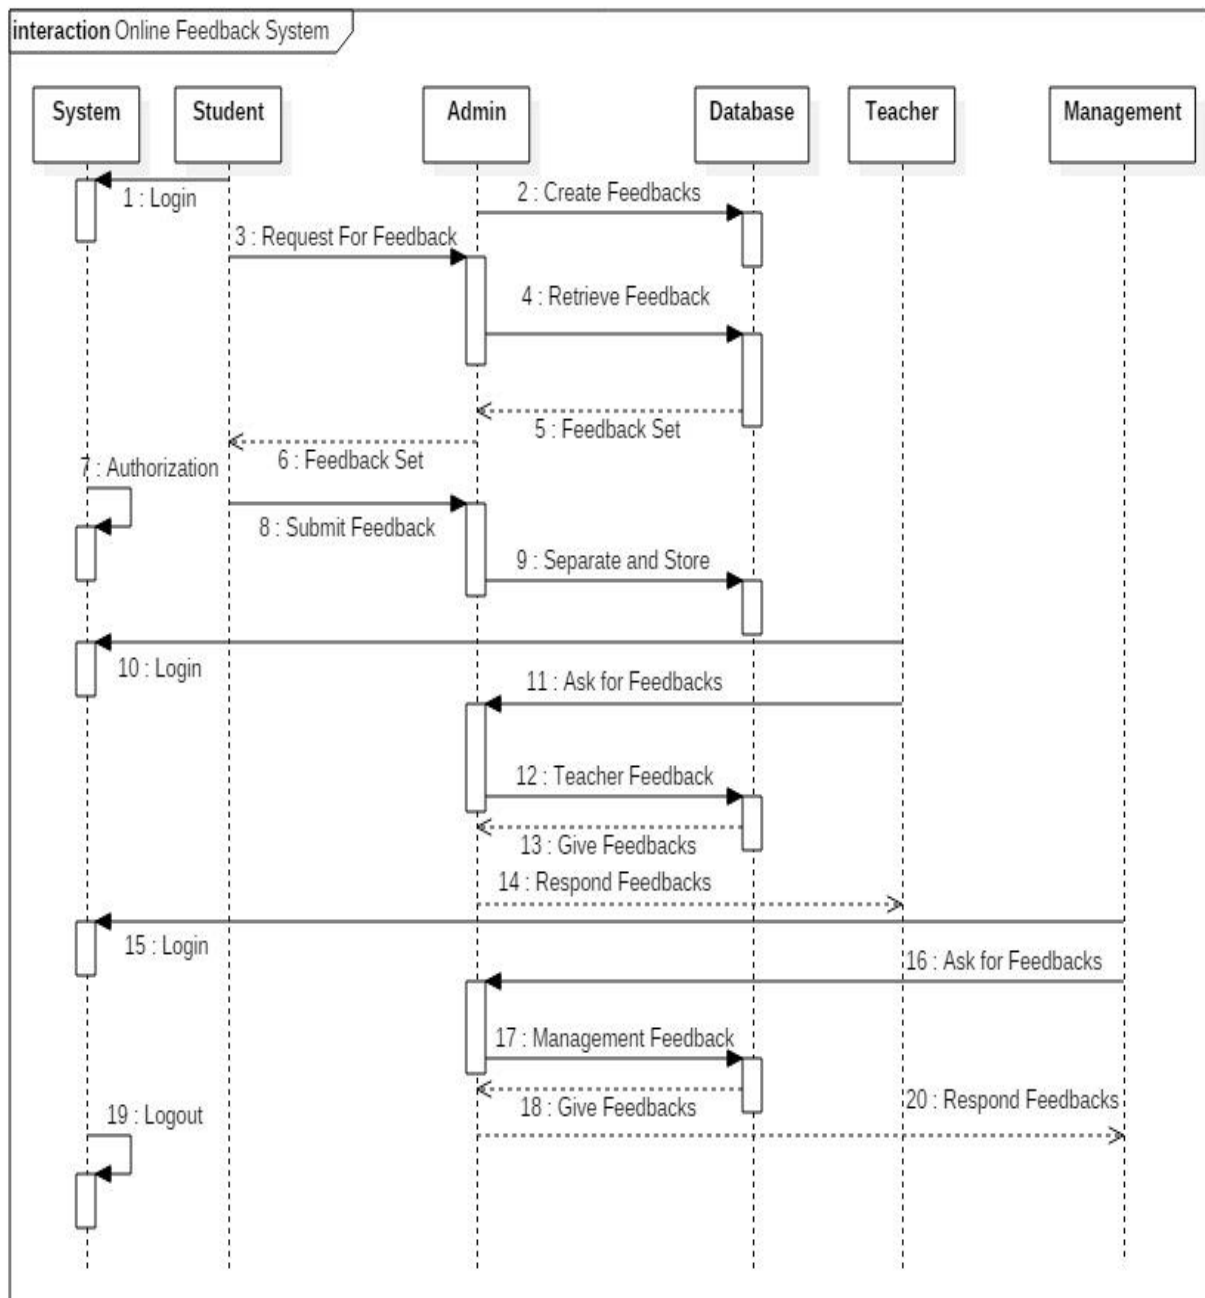 interaction Online Feedback System
System Student Admin Database Teacher Management
1 : Login
2 : Create Feedbacks
3 : Request For Feedback
4 : Retrieve Feedback
5 : Feedback Set
6 : Feedback Set
7 : Authorization
8 : Submit Feedback
9 : Separate and Store
10 : Login
11 : Ask for Feedbacks
12 : Teacher Feedback
13 : Give Feedbacks
14 : Respond Feedbacks
15 : Login
16 : Ask for Feedbacks
17 : Management Feedback
18 : Give Feedbacks
20 : Respond Feedbacks
19 : Logout